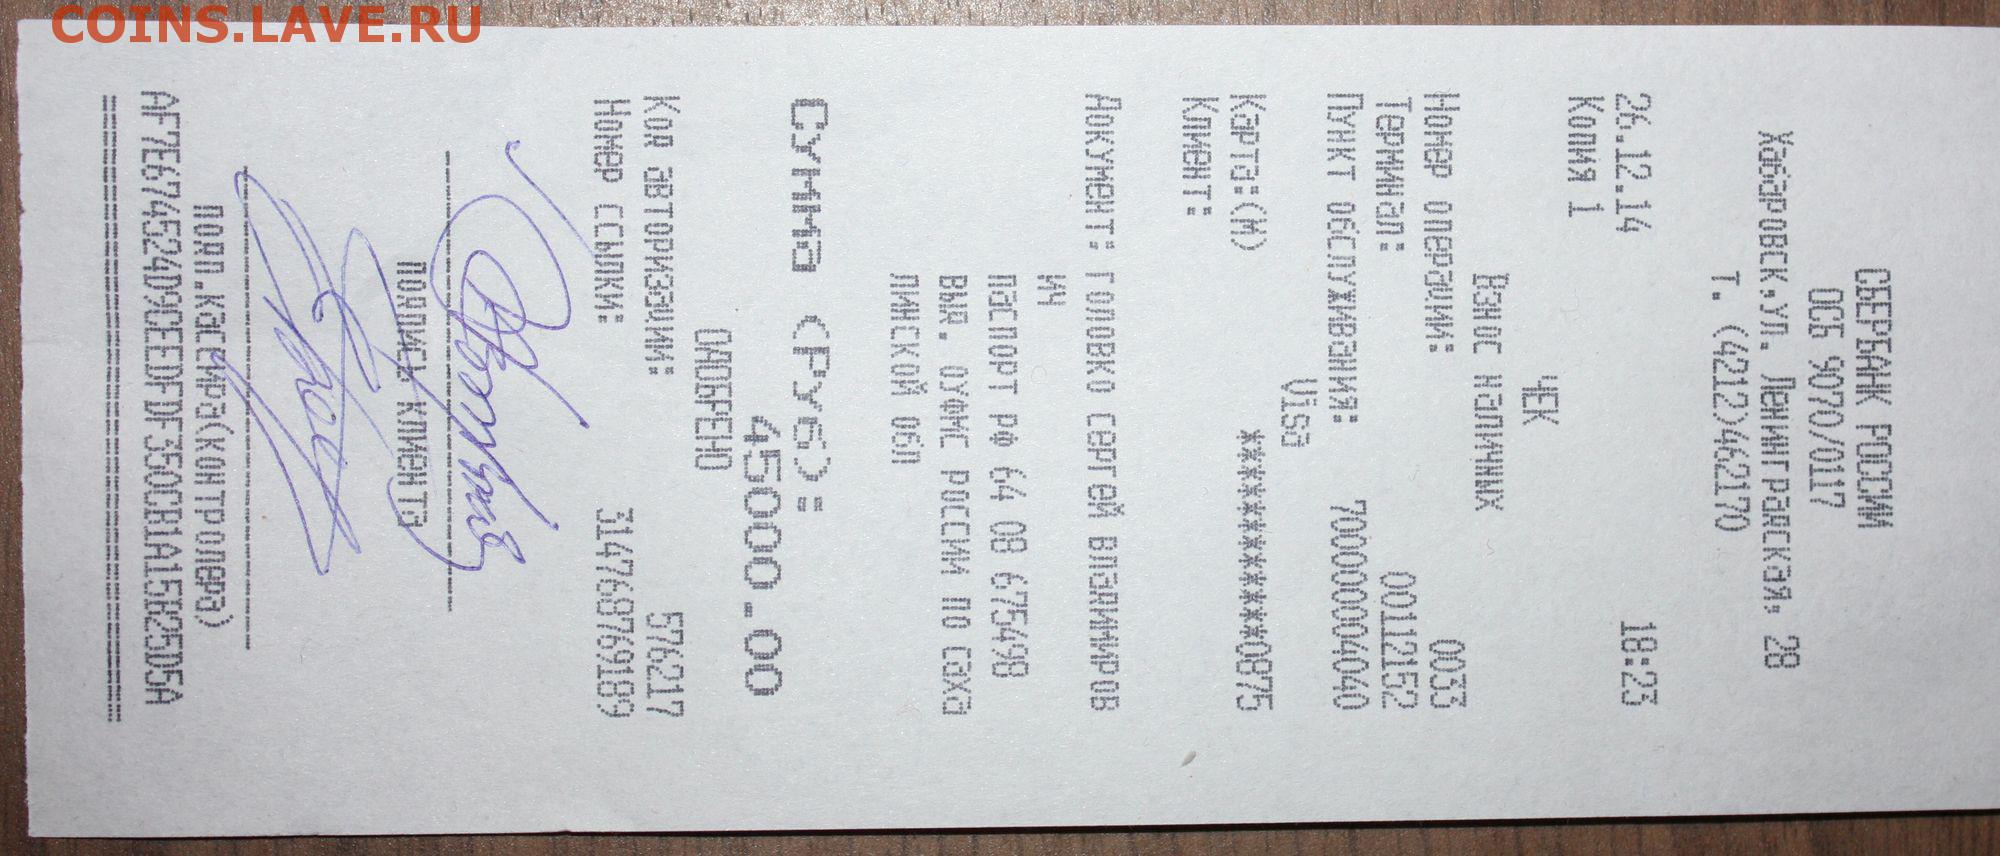 COINS.LAVE.RU
СБЕРБАНК РОССИИ
ОСБ 9070/0117
Хабаровск,ул. Ленинградская, 28
т. (4212)462170
26.12.14 18:23
Копия 1
ЧЕК
Взнос наличных
Номер операции: 0033
Терминал: 00112152
Пункт обслуживания: 700000004040
Visa
Карта:(М) ************0875
Клиент:
Документ: ГОЛОВКО СЕРГЕЙ ВЛАДИМИРОВ
ИЧ
ПАСПОРТ РФ 64 08 675498
ВЫД. ОУФМС РОССИИ ПО САХА
ЛИНСКОЙ ОБЛ
Сумма (Руб):
45000.00
ОДОБРЕНО
Код авторизации: 576217
Номер ссылки: 314768769189
подпись клиента
подп.кассира(контролера)
AF7E6745524D9CEEDFDF350CB1A15B25D5A